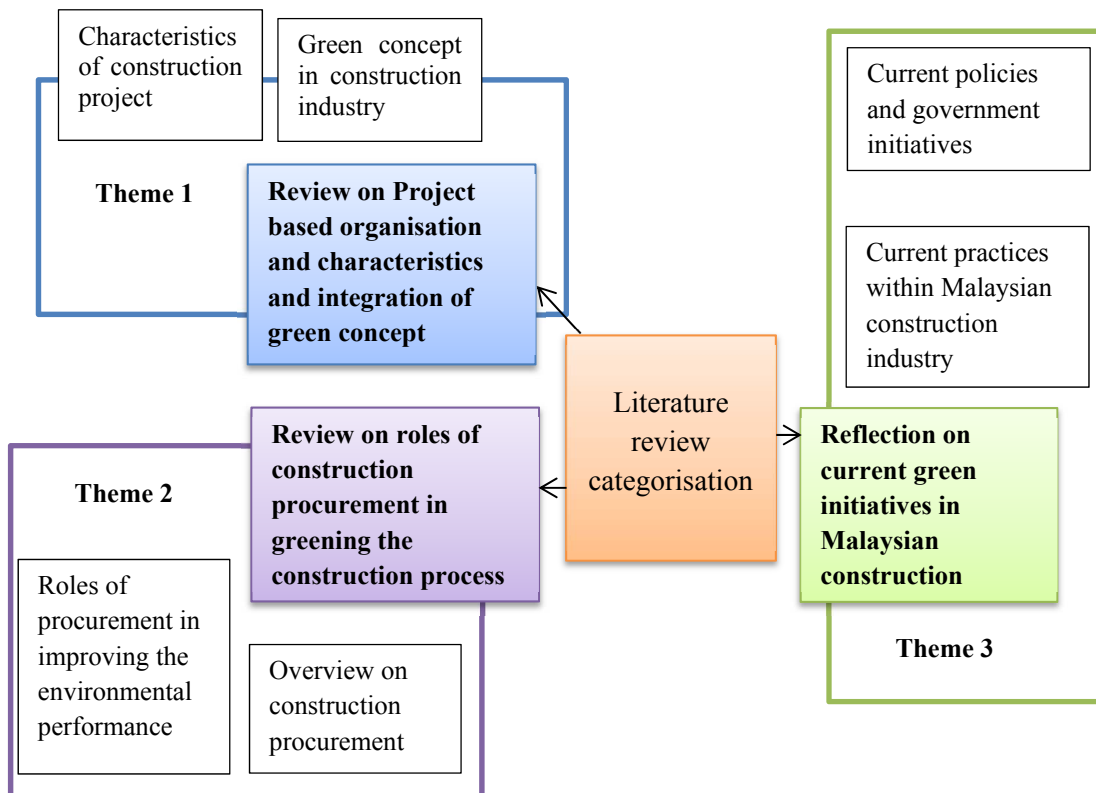 Characteristics
of construction
project
Green concept
in construction
industry
Theme 1
Review on Project
based organisation
and characteristics
and integration of
green concept
Current policies
and government
initiatives
Current practices
within Malaysian
construction
industry
Literature
review
categorisation
Review on roles of
construction
procurement in
greening the
construction process
Theme 2
Roles of
procurement in
improving the
environmental
performance
Overview on
construction
procurement
Reflection on
current green
initiatives in
Malaysian
construction
Theme 3